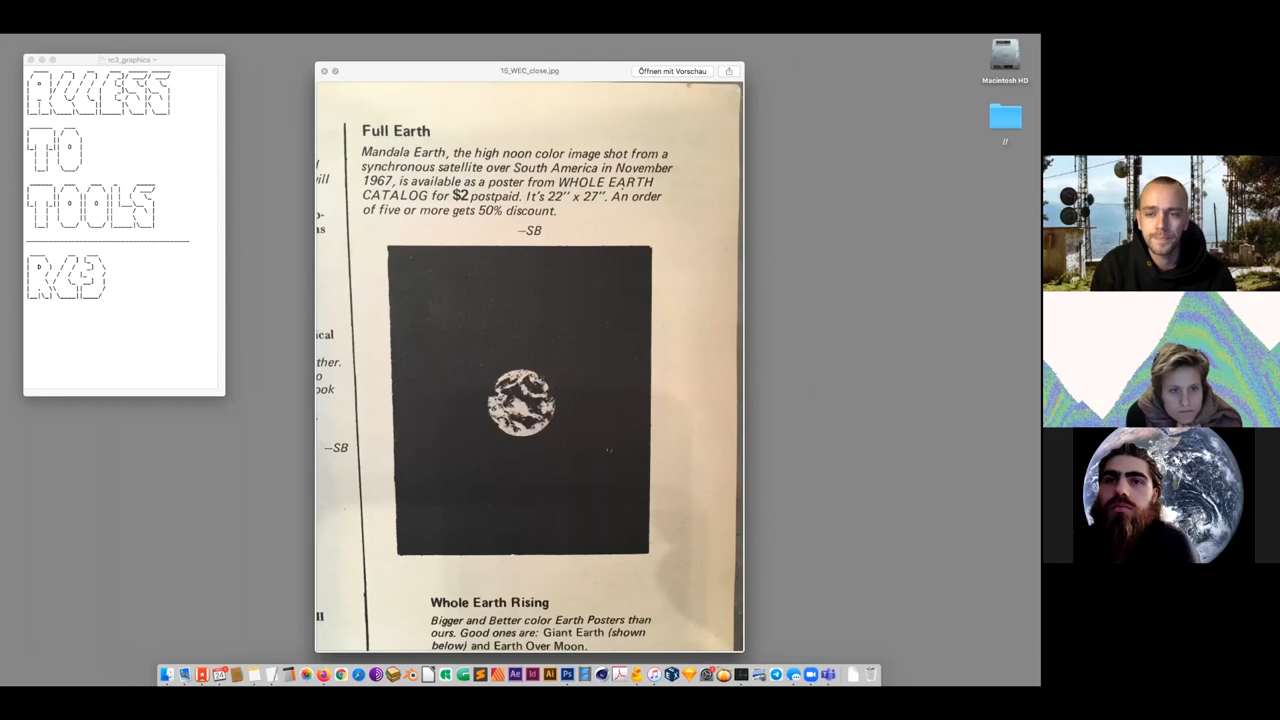 rc3_graphics
ACCESS
TO
TOOLS
RC3
15_WEC_close.jpg
Öffnen mit Vorschau
Full Earth
Mandala Earth, the high noon color image shot from a
synchronous satellite over South America in November
1967, is available as a poster from WHOLE EARTH
CATALOG for $2 postpaid. It's 22" x 27". An order
of five or more gets 50% discount.
—SB
ical
ther.
ook
—SB
Whole Earth Rising
Bigger and Better color Earth Posters than
ours. Good ones are: Giant Earth (shown
below) and Earth Over Moon.
Macintosh HD
//